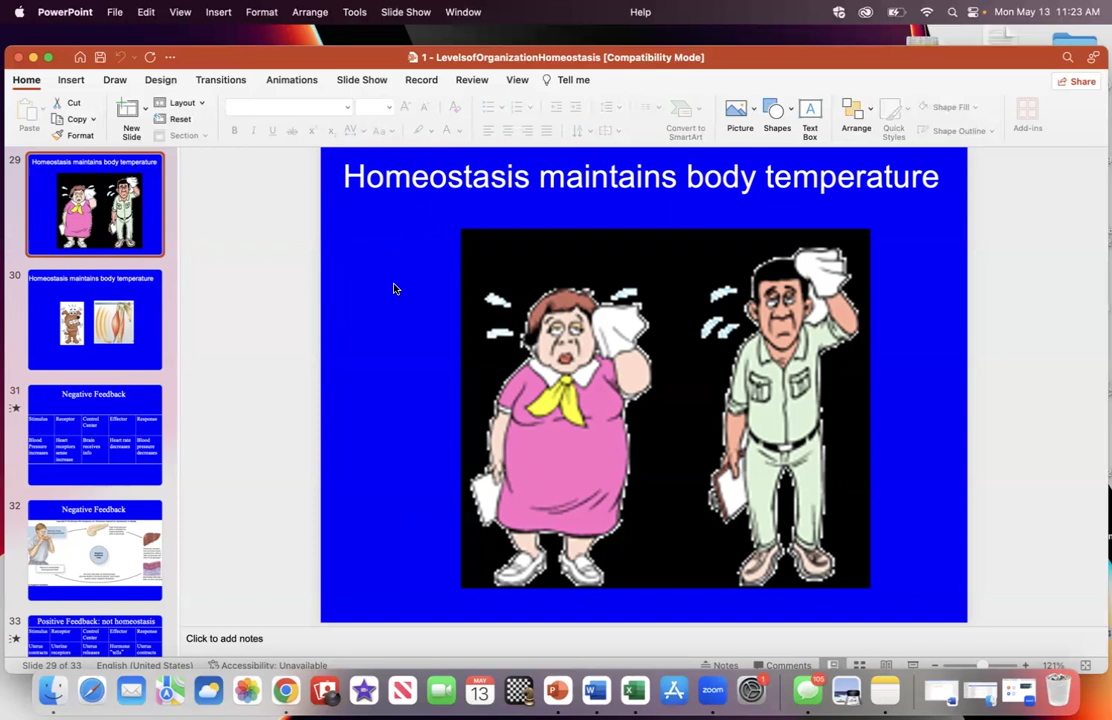 PowerPoint File Edit View Insert Format Arrange Tools Slide Show Window Help Mon May 13 11:23 AM
1 - LevelsofOrganizationHomeostasis [Compatibility Mode]
Home Insert Draw Design Transitions Animations Slide Show Record Review View Tell me Share
Paste Cut Copy Format
New Slide
Layout Reset Section
Convert to SmartArt
Picture Shapes Text Box
Arrange Quick Styles
Shape Fill
Shape Outline
Add-ins
29
Homeostasis maintains body temperature
30
Homeostasis maintains body temperature
31
Negative Feedback
Stimulus Receptor Control Center Effector Response
Blood Pressure increases Heart receptors sense increase Brain receives info Heart rate decreases Blood pressure decreases
32
Negative Feedback
33
Positive Feedback: not homeostasis
Stimulus Receptor Control Center Effector Response
Uterus contracts Uterine receptors Uterus releases Hormone "tells" Uterus contracts
Homeostasis maintains body temperature
Click to add notes
Slide 29 of 33 English (United States) Accessibility: Unavailable Notes Comments 121%
MAY 13
zoom
1
105